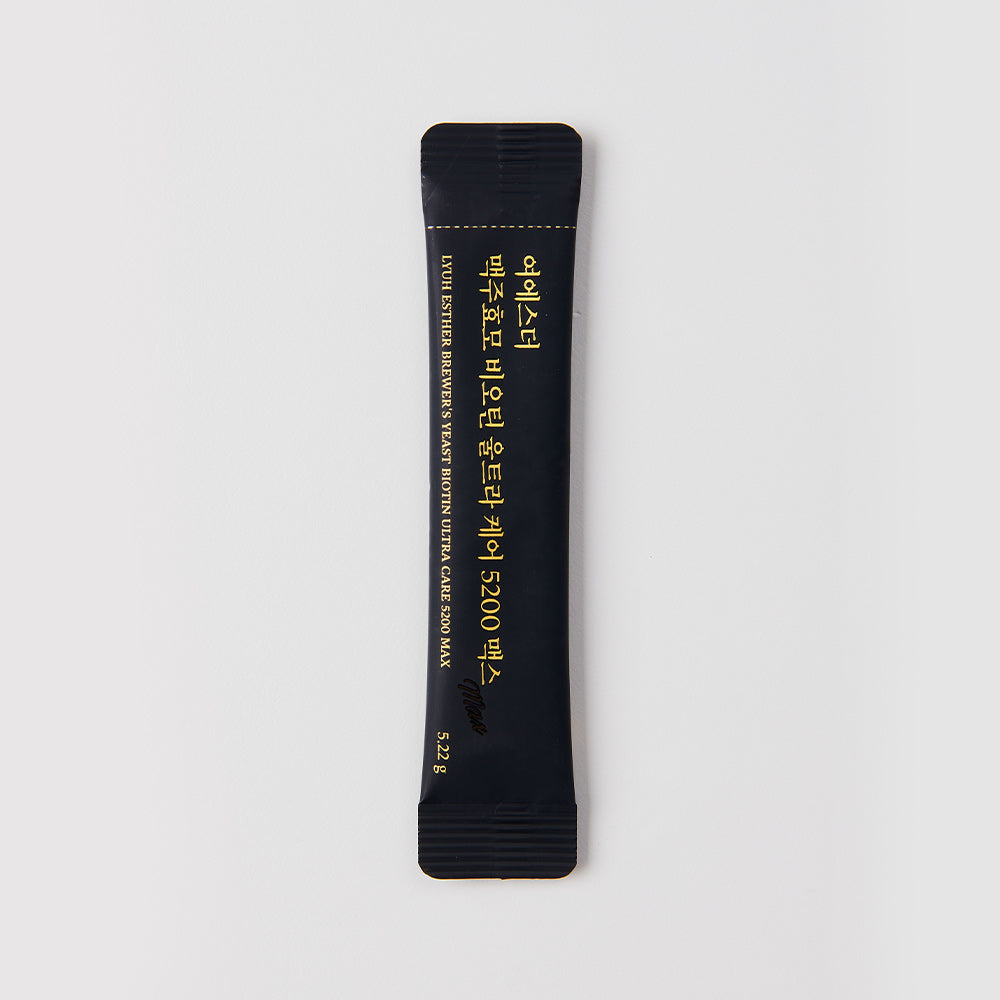 여에스더
맥주효모 비오틴 울트라 케어 5200 맥스
Max
LYUH ESTHER BREWER'S YEAST BIOTIN ULTRA CARE 5200 MAX
5.22 g